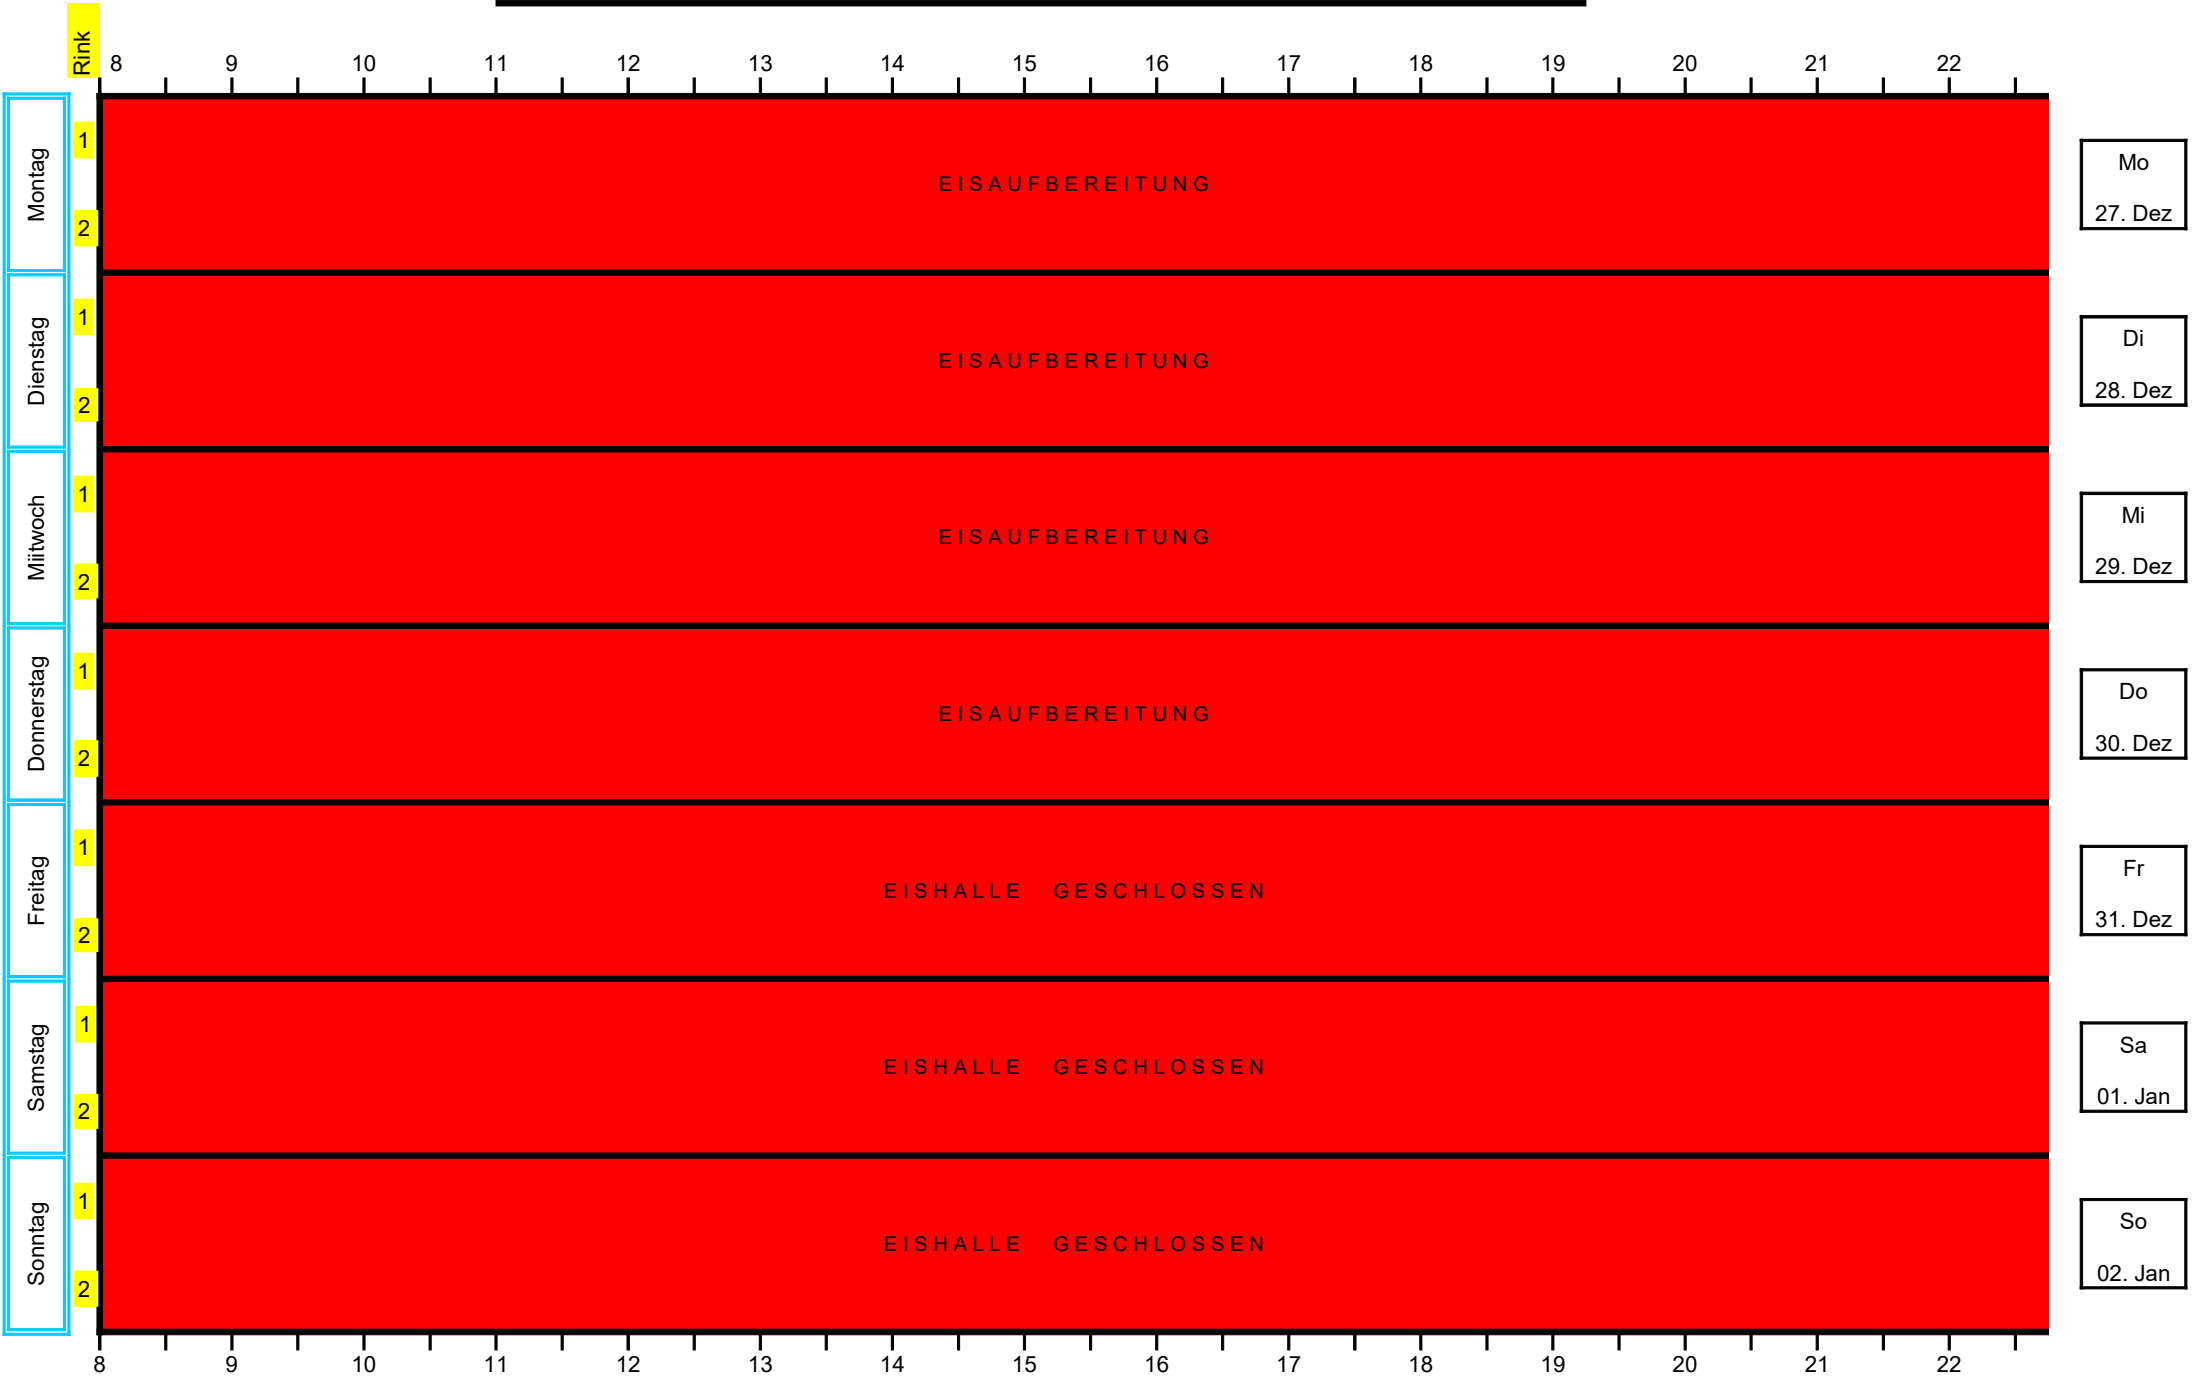 Rink
8 9 10 11 12 13 14 15 16 17 18 19 20 21 22
Montag
1
2
EISAUFBEREITUNG
Mo
27. Dez
Dienstag
1
2
EISAUFBEREITUNG
Di
28. Dez
Miitwoch
1
2
EISAUFBEREITUNG
Mi
29. Dez
Donnerstag
1
2
EISAUFBEREITUNG
Do
30. Dez
Freitag
1
2
EISHALLE GESCHLOSSEN
Fr
31. Dez
Samstag
1
2
EISHALLE GESCHLOSSEN
Sa
01. Jan
Sonntag
1
2
EISHALLE GESCHLOSSEN
So
02. Jan
8 9 10 11 12 13 14 15 16 17 18 19 20 21 22